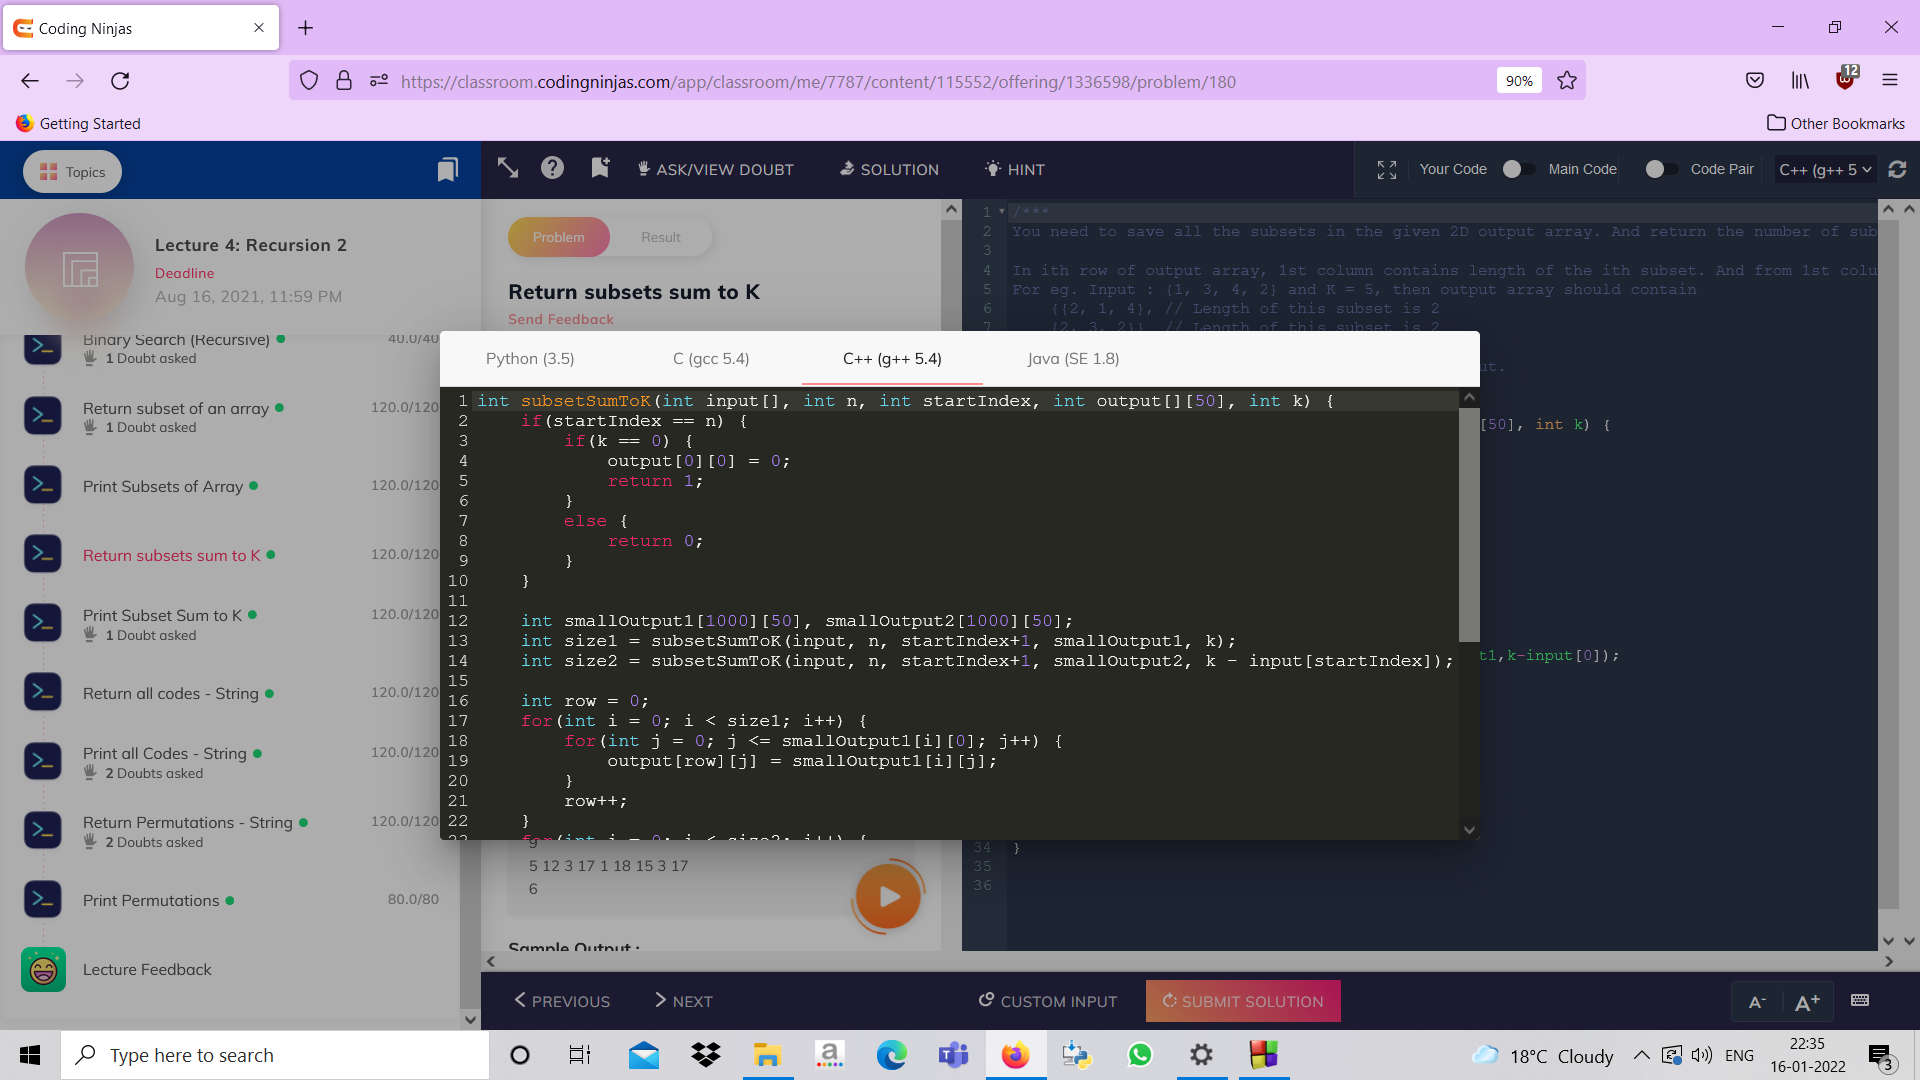 Coding Ninjas
https://classroom.codingninjas.com/app/classroom/me/7787/content/115552/offering/1336598/problem/180
90%
12
Getting Started
Other Bookmarks
Topics
ASK/VIEW DOUBT
SOLUTION
HINT
Your Code
Main Code
Code Pair
C++ (g++ 5
Lecture 4: Recursion 2
Deadline
Aug 16, 2021, 11:59 PM
Binary Search (Recursive)
40.0/40
1 Doubt asked
Return subset of an array
120.0/120
1 Doubt asked
Print Subsets of Array
120.0/120
Return subsets sum to K
120.0/120
Print Subset Sum to K
120.0/120
1 Doubt asked
Return all codes - String
120.0/120
Print all Codes - String
120.0/120
2 Doubts asked
Return Permutations - String
120.0/120
2 Doubts asked
Print Permutations
80.0/80
Lecture Feedback
Problem
Result
Return subsets sum to K
Send Feedback
1 /***
2 You need to save all the subsets in the given 2D output array. And return the number of sub
3
4 In ith row of output array, 1st column contains length of the ith subset. And from 1st colu
5 For eg. Input : {1, 3, 4, 2} and K = 5, then output array should contain
6 {{2, 1, 4}, // Length of this subset is 2
7 {2, 3, 2}} // Length of this subset is 2
ut.
[50], int k) {
t1,k-input[0]);
34 }
35
36
Python (3.5)
C (gcc 5.4)
C++ (g++ 5.4)
Java (SE 1.8)
1 int subsetSumToK(int input[], int n, int startIndex, int output[][50], int k) {
2 if(startIndex == n) {
3 if(k == 0) {
4 output[0][0] = 0;
5 return 1;
6 }
7 else {
8 return 0;
9 }
10 }
11
12 int smallOutput1[1000][50], smallOutput2[1000][50];
13 int size1 = subsetSumToK(input, n, startIndex+1, smallOutput1, k);
14 int size2 = subsetSumToK(input, n, startIndex+1, smallOutput2, k - input[startIndex]);
15
16 int row = 0;
17 for(int i = 0; i < size1; i++) {
18 for(int j = 0; j <= smallOutput1[i][0]; j++) {
19 output[row][j] = smallOutput1[i][j];
20 }
21 row++;
22 }
23 for(int i = 0; i < size2; i++) {
9
5 12 3 17 1 18 15 3 17
6
Sample Output :
PREVIOUS
NEXT
CUSTOM INPUT
SUBMIT SOLUTION
A-
A+
Type here to search
18°C Cloudy
ENG
22:35
16-01-2022
3